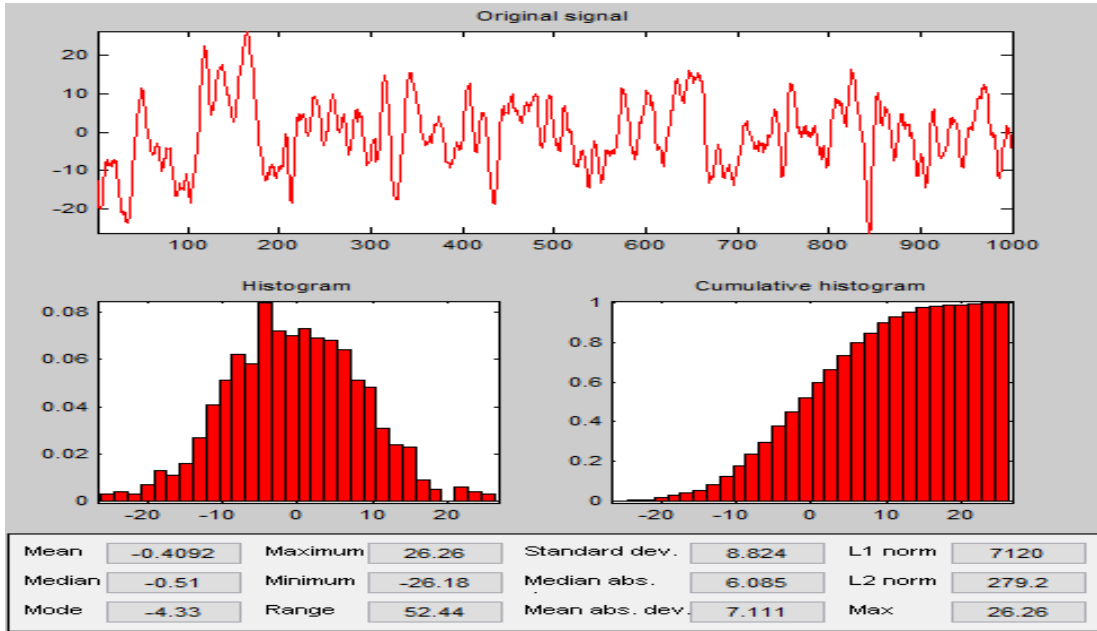 Original signal
20
10
0
-10
-20
100 200 300 400 500 600 700 800 900 1000
Histogram
0.08
0.06
0.04
0.02
0
-20 -10 0 10 20
Cumulative histogram
1
0.8
0.6
0.4
0.2
0
-20 -10 0 10 20
Mean -0.4092 Maximum 26.26 Standard dev. 8.824 L1 norm 7120
Median -0.51 Minimum -26.18 Median abs. 6.085 L2 norm 279.2
Mode -4.33 Range 52.44 Mean abs. dev. 7.111 Max 26.26